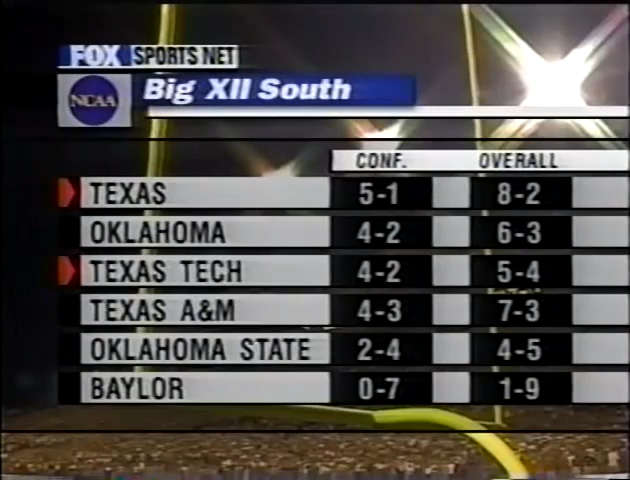 FOX SPORTS NET
NCAA Big XII South
CONF. OVERALL
TEXAS 5-1 8-2
OKLAHOMA 4-2 6-3
TEXAS TECH 4-2 5-4
TEXAS A&M 4-3 7-3
OKLAHOMA STATE 2-4 4-5
BAYLOR 0-7 1-9